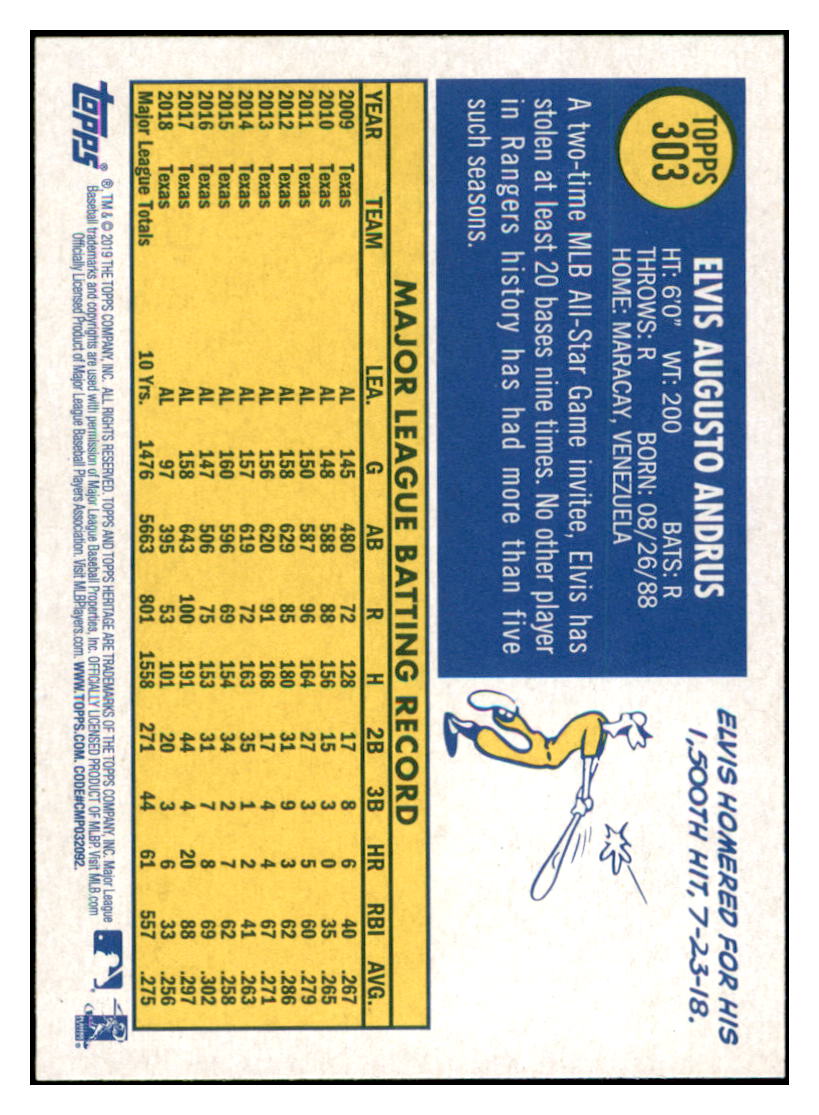 TOPPS
303
ELVIS AUGUSTO ANDRUS
HT: 6'0" WT: 200 BATS: R
THROWS: R BORN: 08/26/88
HOME: MARACAY, VENEZUELA
A two-time MLB All-Star Game invitee, Elvis has
stolen at least 20 bases nine times. No other player
in Rangers history has had more than five
such seasons.
ELVIS HOMERED FOR HIS
1,500TH HIT, 7-23-18.
MAJOR LEAGUE BATTING RECORD
YEAR TEAM LEA. G AB R H 2B 3B HR RBI AVG.
2009 Texas AL 145 480 72 128 17 8 6 40 .267
2010 Texas AL 148 588 88 156 15 3 0 35 .265
2011 Texas AL 150 587 96 164 27 3 5 60 .279
2012 Texas AL 158 629 85 180 31 9 3 62 .286
2013 Texas AL 156 620 91 168 17 4 4 67 .271
2014 Texas AL 157 619 72 163 35 1 2 41 .263
2015 Texas AL 160 596 69 154 34 2 7 62 .258
2016 Texas AL 147 506 75 153 31 7 8 69 .302
2017 Texas AL 158 643 100 191 44 4 20 88 .297
2018 Texas AL 97 395 53 101 20 3 6 33 .256
Major League Totals 10 Yrs. 1476 5663 801 1558 271 44 61 557 .275
topps®
®, TM & © 2019 THE TOPPS COMPANY, INC. ALL RIGHTS RESERVED. TOPPS AND TOPPS HERITAGE ARE TRADEMARKS OF THE TOPPS COMPANY, INC. Major League
Baseball trademarks and copyrights are used with permission of Major League Baseball Properties, Inc. OFFICIALLY LICENSED PRODUCT OF MLBP. Visit MLB.com
Officially Licensed Product of Major League Baseball Players Association. Visit MLBPlayers.com. WWW.TOPPS.COM. CODE#CMP032092.